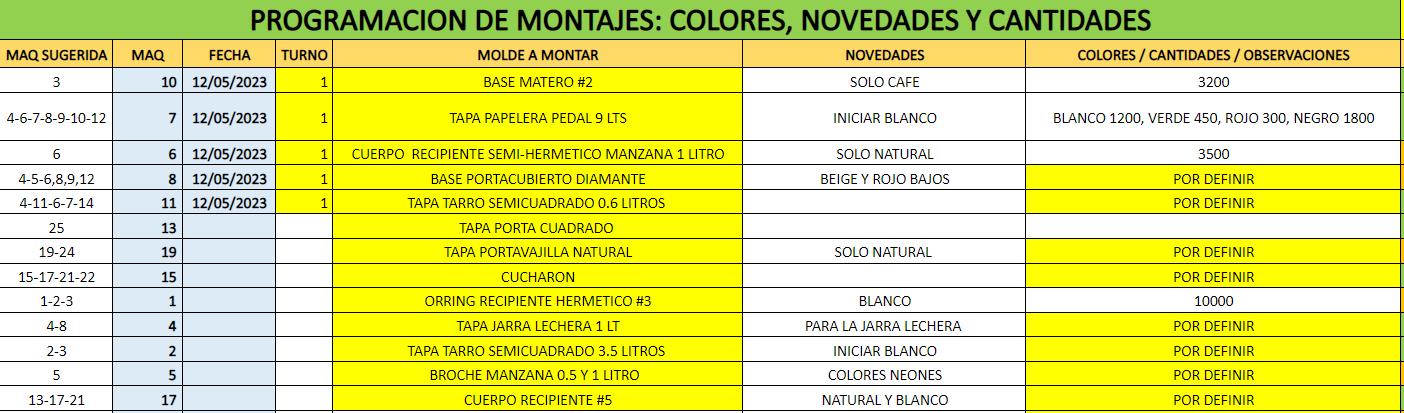 PROGRAMACION DE MONTAJES: COLORES, NOVEDADES Y CANTIDADES
MAQ SUGERIDA MAQ FECHA TURNO MOLDE A MONTAR NOVEDADES COLORES / CANTIDADES / OBSERVACIONES
3 10 12/05/2023 1 BASE MATERO #2 SOLO CAFE 3200
4-6-7-8-9-10-12 7 12/05/2023 1 TAPA PAPELERA PEDAL 9 LTS INICIAR BLANCO BLANCO 1200, VERDE 450, ROJO 300, NEGRO 1800
6 6 12/05/2023 1 CUERPO RECIPIENTE SEMI-HERMETICO MANZANA 1 LITRO SOLO NATURAL 3500
4-5-6,8,9,12 8 12/05/2023 1 BASE PORTACUBIERTO DIAMANTE BEIGE Y ROJO BAJOS POR DEFINIR
4-11-6-7-14 11 12/05/2023 1 TAPA TARRO SEMICUADRADO 0.6 LITROS POR DEFINIR
25 13 TAPA PORTA CUADRADO
19-24 19 TAPA PORTAVAJILLA NATURAL SOLO NATURAL POR DEFINIR
15-17-21-22 15 CUCHARON POR DEFINIR
1-2-3 1 ORRING RECIPIENTE HERMETICO #3 BLANCO 10000
4-8 4 TAPA JARRA LECHERA 1 LT PARA LA JARRA LECHERA POR DEFINIR
2-3 2 TAPA TARRO SEMICUADRADO 3.5 LITROS INICIAR BLANCO POR DEFINIR
5 5 BROCHE MANZANA 0.5 Y 1 LITRO COLORES NEONES POR DEFINIR
13-17-21 17 CUERPO RECIPIENTE #5 NATURAL Y BLANCO POR DEFINIR